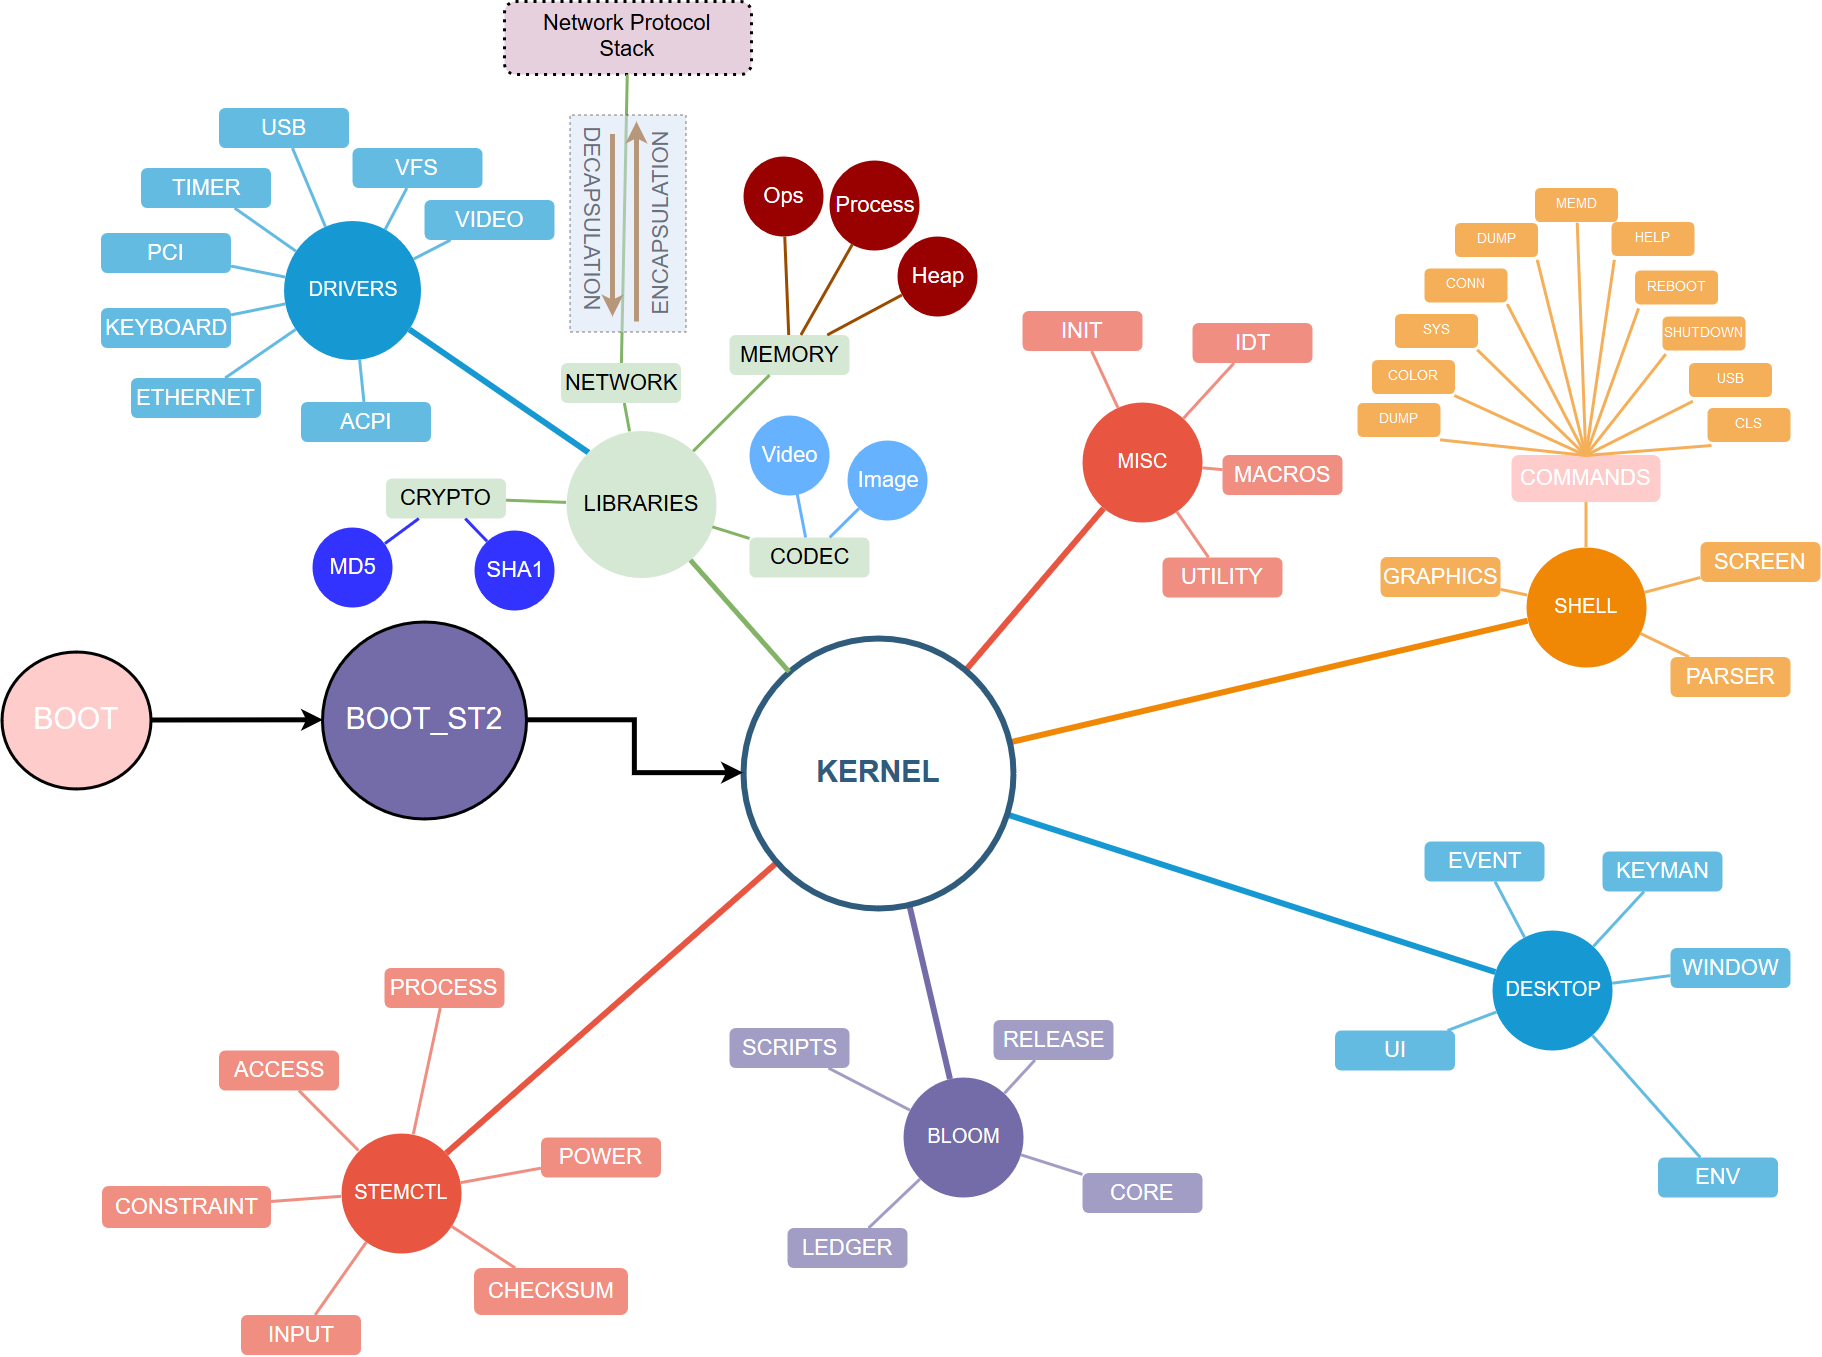 Network Protocol
Stack
DECAPSULATION
ENCAPSULATION
USB
VFS
TIMER
VIDEO
PCI
DRIVERS
KEYBOARD
ETHERNET
ACPI
Ops
Process
Heap
MEMORY
NETWORK
Video
Image
CRYPTO
LIBRARIES
CODEC
MD5
SHA1
INIT
IDT
MISC
MACROS
UTILITY
MEMD
DUMP
HELP
CONN
REBOOT
SYS
SHUTDOWN
COLOR
USB
DUMP
CLS
COMMANDS
GRAPHICS
SCREEN
SHELL
PARSER
BOOT
BOOT_ST2
KERNEL
EVENT
KEYMAN
WINDOW
DESKTOP
UI
ENV
PROCESS
ACCESS
POWER
STEMCTL
CONSTRAINT
CHECKSUM
INPUT
SCRIPTS
RELEASE
BLOOM
CORE
LEDGER